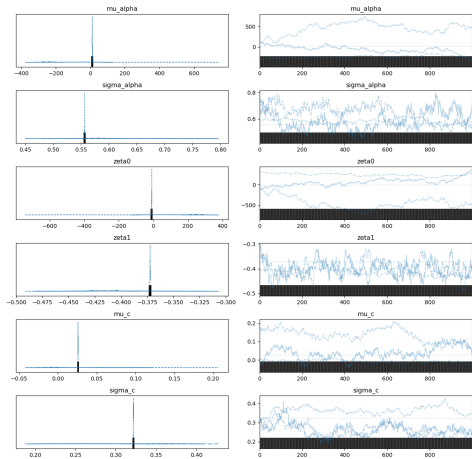 mu_alpha mu_alpha
500
0
−400 −200 0 200 400 600 0 200 400 600 800
sigma_alpha sigma_alpha
0.8
0.6
0.45 0.50 0.55 0.60 0.65 0.70 0.75 0.80 0 200 400 600 800
zeta0 zeta0
0
−500
−600 −400 −200 0 200 400 0 200 400 600 800
zeta1 zeta1
−0.3
−0.4
−0.5
−0.500 −0.475 −0.450 −0.425 −0.400 −0.375 −0.350 −0.325 −0.300 0 200 400 600 800
mu_c mu_c
0.2
0.1
0.0
−0.05 0.00 0.05 0.10 0.15 0.20 0 200 400 600 800
sigma_c sigma_c
0.4
0.3
0.2
0.20 0.25 0.30 0.35 0.40 0 200 400 600 800